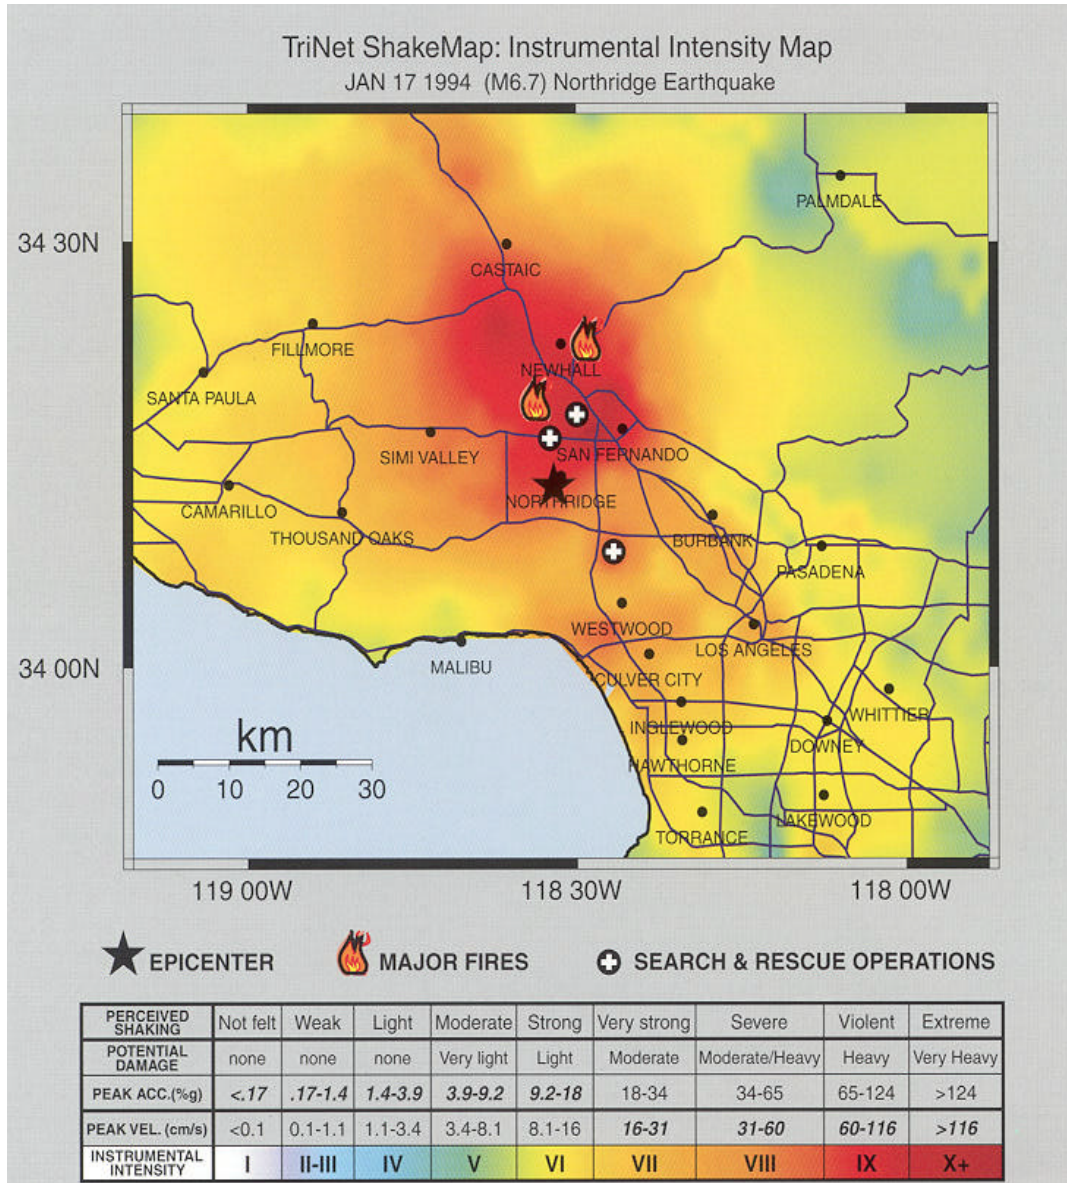 TriNet ShakeMap: Instrumental Intensity Map
JAN 17 1994 (M6.7) Northridge Earthquake
PALMDALE
34 30N
CASTAIC
FILLMORE
NEWHALL
SANTA PAULA
SIMI VALLEY
SAN FERNANDO
NORTHRIDGE
CAMARILLO
THOUSAND OAKS
BURBANK
PASADENA
WESTWOOD
LOS ANGELES
34 00N
MALIBU
CULVER CITY
WHITTIER
INGLEWOOD
km
DOWNEY
HAWTHORNE
0 10 20 30
LAKEWOOD
TORRANCE
119 00W 118 30W 118 00W
EPICENTER MAJOR FIRES SEARCH & RESCUE OPERATIONS
PERCEIVED SHAKING Not felt Weak Light Moderate Strong Very strong Severe Violent Extreme
POTENTIAL DAMAGE none none none Very light Light Moderate Moderate/Heavy Heavy Very Heavy
PEAK ACC.(%g) <.17 .17-1.4 1.4-3.9 3.9-9.2 9.2-18 18-34 34-65 65-124 >124
PEAK VEL. (cm/s) <0.1 0.1-1.1 1.1-3.4 3.4-8.1 8.1-16 16-31 31-60 60-116 >116
INSTRUMENTAL INTENSITY I II-III IV V VI VII VIII IX X+